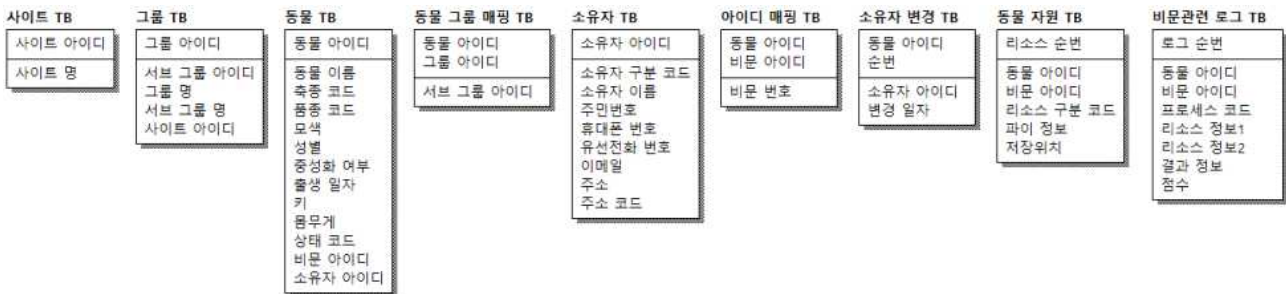 사이트 TB
사이트 아이디
사이트 명
그룹 TB
그룹 아이디
서브 그룹 아이디
그룹 명
서브 그룹 명
사이트 아이디
동물 TB
동물 아이디
동물 이름
축종 코드
품종 코드
모색
성별
중성화 여부
출생 일자
키
몸무게
상태 코드
비문 아이디
소유자 아이디
동물 그룹 매핑 TB
동물 아이디
그룹 아이디
서브 그룹 아이디
소유자 TB
소유자 아이디
소유자 구분 코드
소유자 이름
주민번호
휴대폰 번호
유선전화 번호
이메일
주소
주소 코드
아이디 매핑 TB
동물 아이디
비문 아이디
비문 번호
소유자 변경 TB
동물 아이디
순번
소유자 아이디
변경 일자
동물 자원 TB
리소스 순번
동물 아이디
비문 아이디
리소스 구분 코드
파이 정보
저장위치
비문관련 로그 TB
로그 순번
동물 아이디
비문 아이디
프로세스 코드
리소스 정보1
리소스 정보2
결과 정보
점수